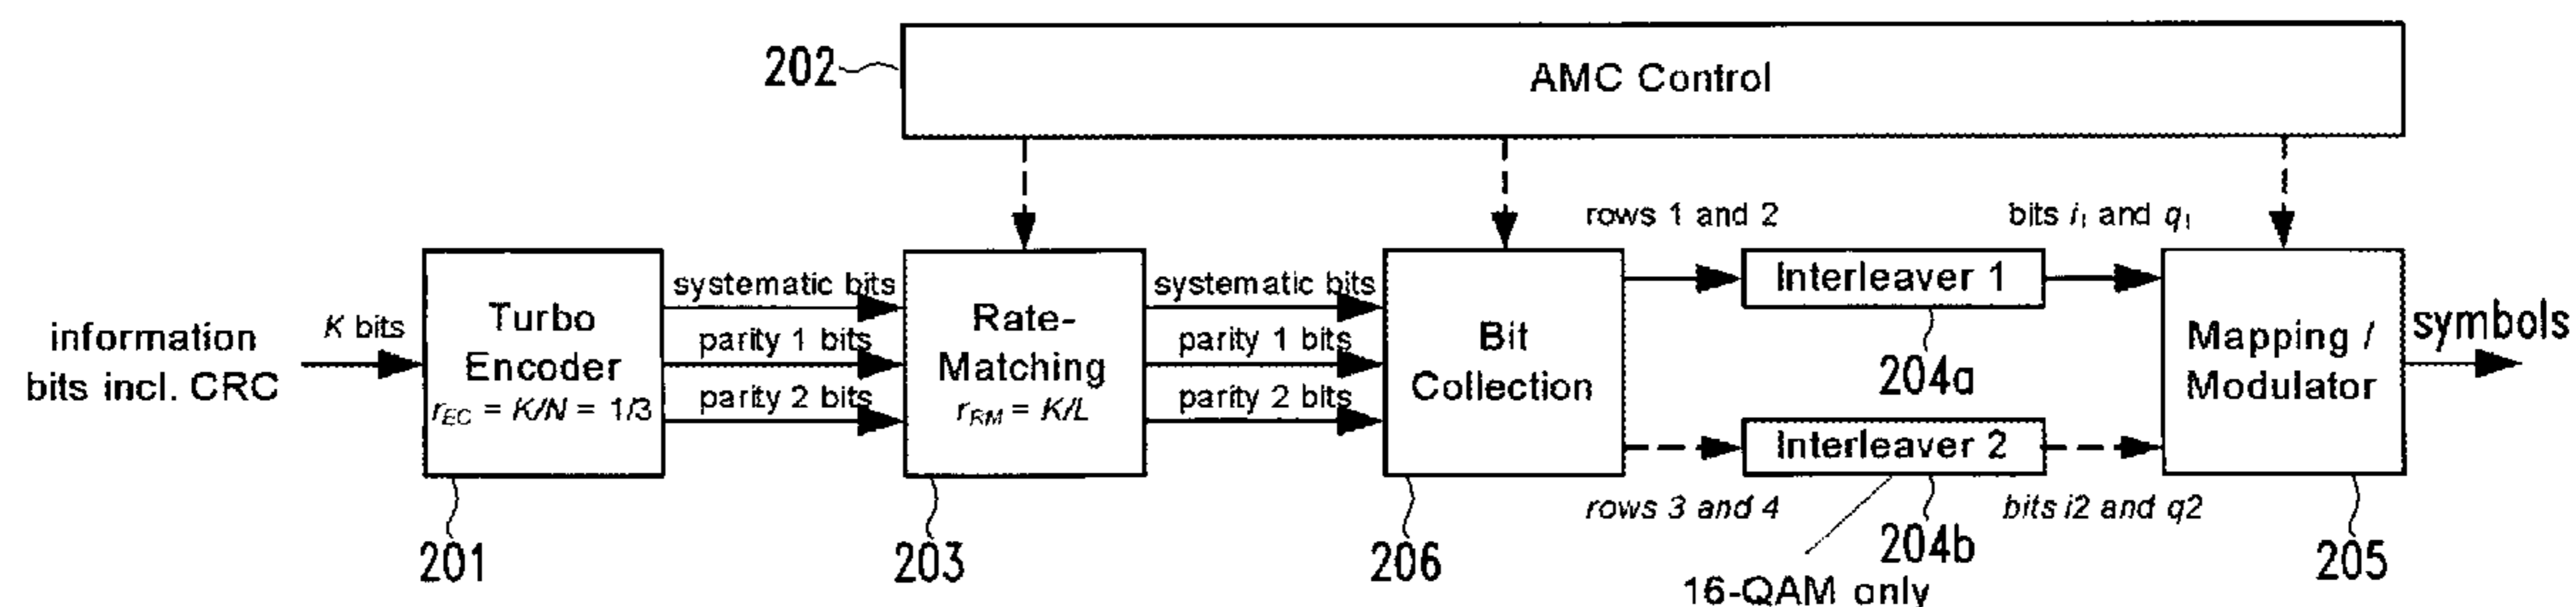 202
AMC Control
rows 1 and 2
bits i1 and q1
information
bits incl. CRC
K bits
Turbo
Encoder
rEC = K/N = 1/3
systematic bits
parity 1 bits
parity 2 bits
Rate-
Matching
rRM = K/L
systematic bits
parity 1 bits
parity 2 bits
Bit
Collection
Interleaver 1
204a
Interleaver 2
Mapping /
Modulator
symbols
rows 3 and 4
bits i2 and q2
201
203
206
204b
205
16-QAM only